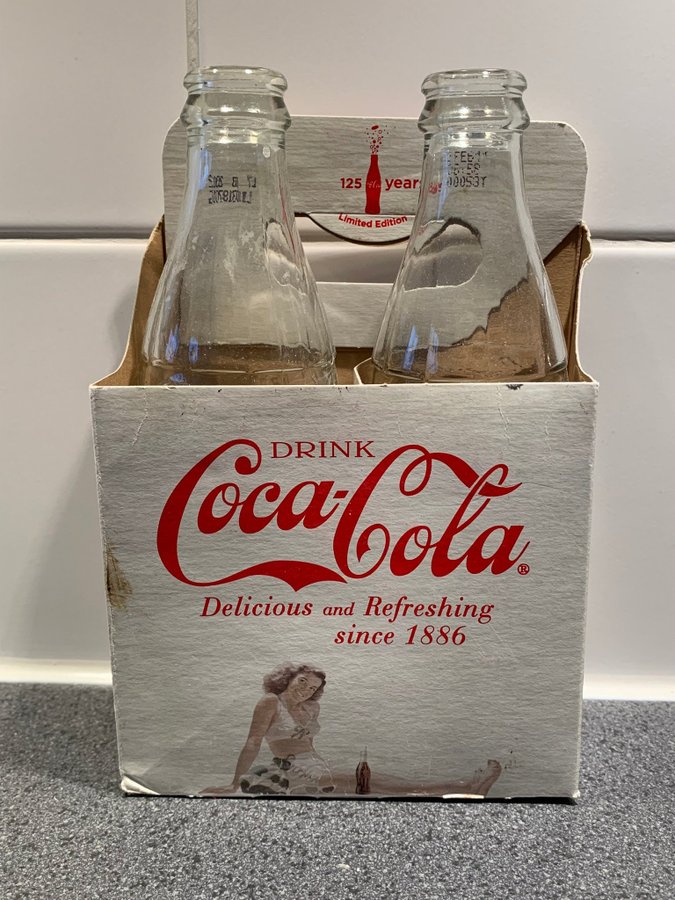 125 years
Limited Edition
DRINK
Coca-Cola®
Delicious and Refreshing
since 1886